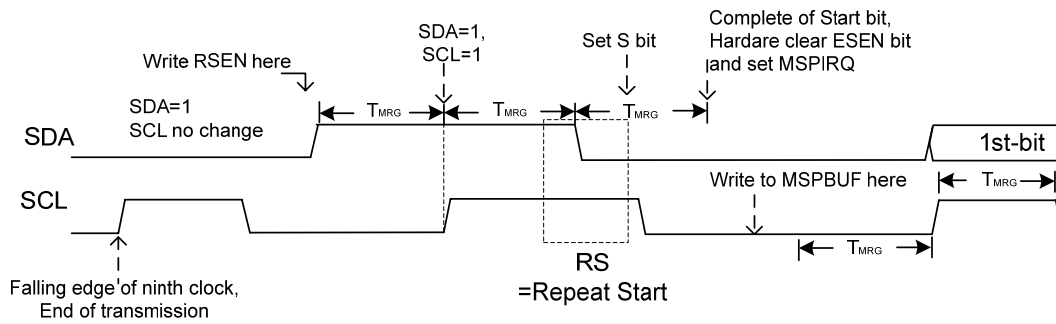 Complete of Start bit,
Hardare clear ESEN bit
and set MSPIRQ
SDA=1,
SCL=1
Set S bit
Write RSEN here
SDA=1
SCL no change
TMRG
TMRG
TMRG
SDA
1st-bit
Write to MSPBUF here
TMRG
SCL
TMRG
RS
=Repeat Start
Falling edge of ninth clock,
End of transmission